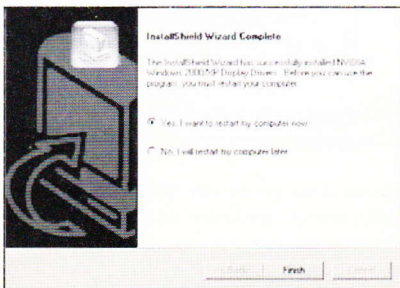 InstallShield Wizard Complete
The InstallShield Wizard has successfully installed NVIDIA
Windows 2000/XP Display Drivers. Before you can use the
program, you must restart your computer.
Yes, I want to restart my computer now.
No, I will restart my computer later.
< Back
Finish
Cancel